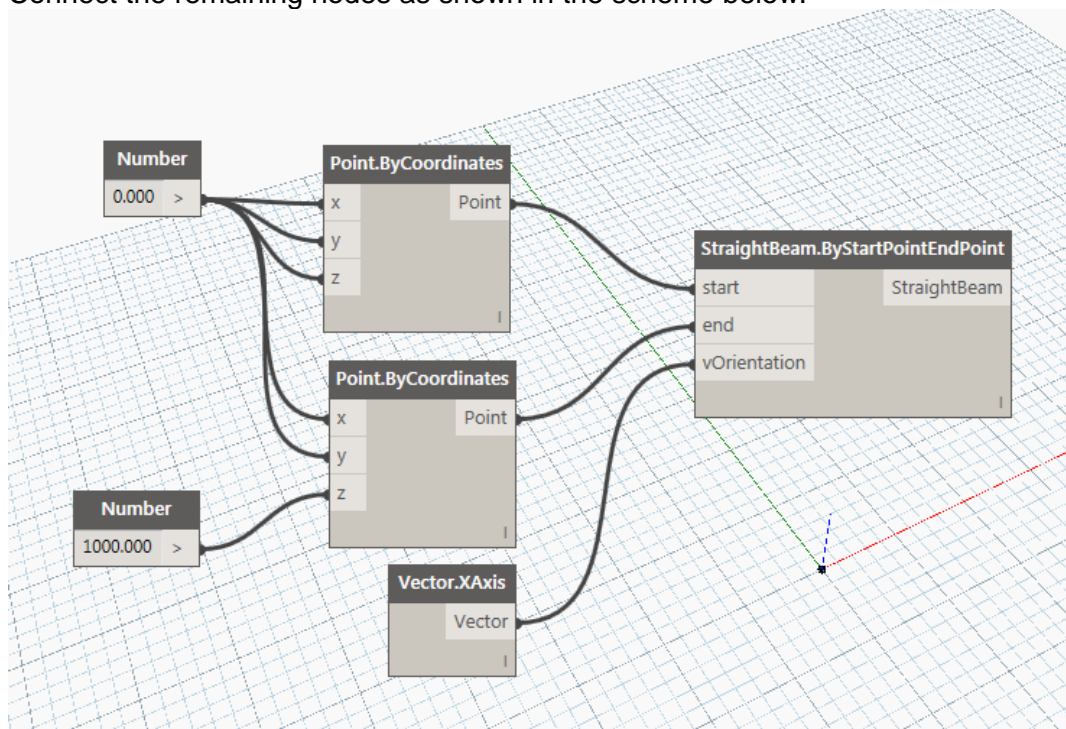 Connect the remaining nodes as shown in the scheme below.
Number
0.000 >
Point.ByCoordinates
x Point
y
z
Point.ByCoordinates
x Point
y
z
Number
1000.000 >
Vector.XAxis
Vector
StraightBeam.ByStartPointEndPoint
start StraightBeam
end
vOrientation